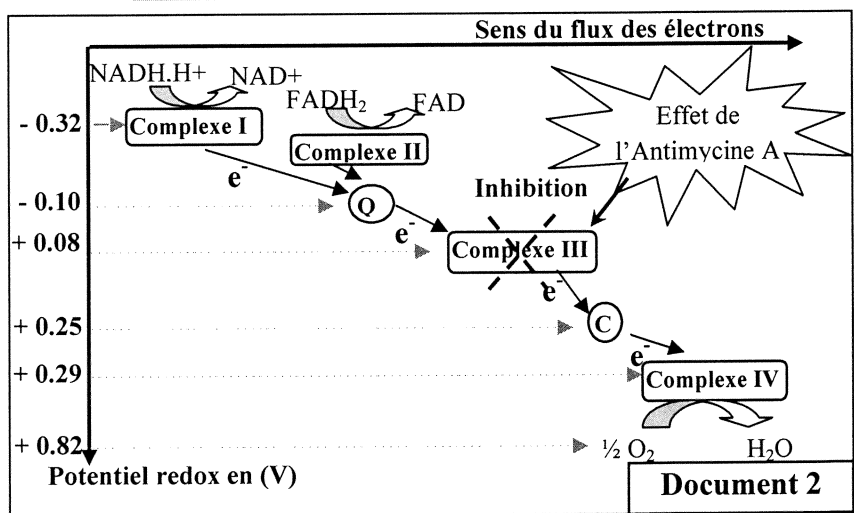 Sens du flux des électrons
NADH.H+ NAD+
FADH₂ FAD
Effet de
l'Antimycine A
- 0.32
Complexe I
Complexe II
e⁻
Inhibition
- 0.10
Q
e⁻
+ 0.08
Complexe III
e⁻
+ 0.25
C
e⁻
+ 0.29
Complexe IV
+ 0.82
½ O₂ H₂O
Potentiel redox en (V)
Document 2